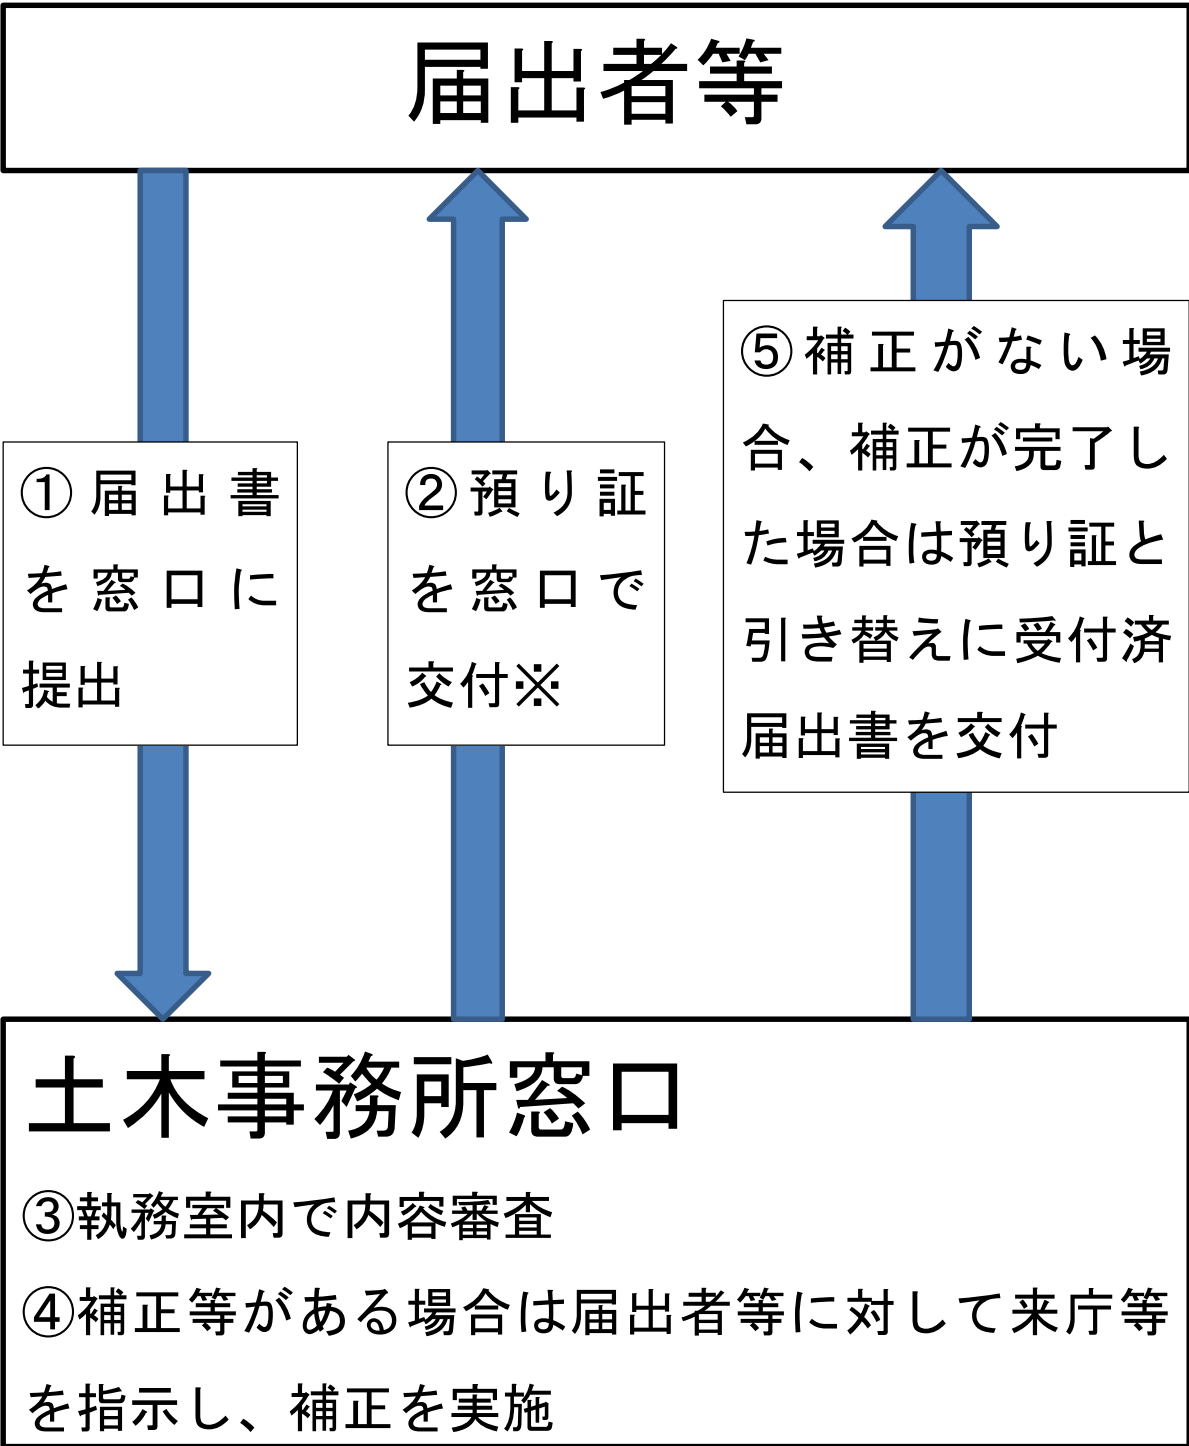 届出者等
①届出書
を窓口に
提出
②預り証
を窓口で
交付※
⑤補正がない場
合、補正が完了し
た場合は預り証と
引き替えに受付済
届出書を交付
土木事務所窓口
③執務室内で内容審査
④補正等がある場合は届出者等に対して来庁等
を指示し、補正を実施